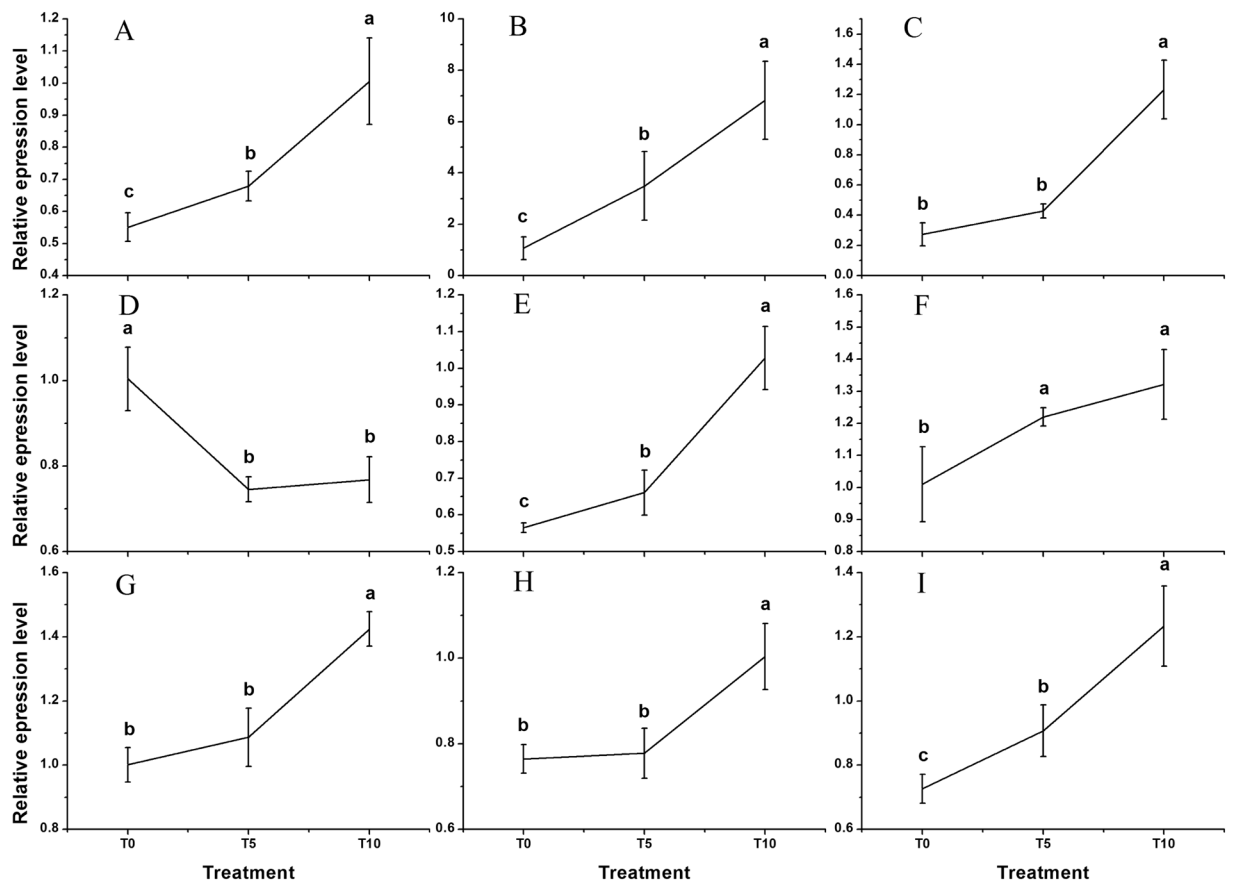 A
B
C
Relative epression level
1.2
1.1
1.0
0.9
0.8
0.7
0.6
0.5
0.4
a
b
c
10
8
6
4
2
0
a
b
c
1.6
1.4
1.2
1.0
0.8
0.6
0.4
0.2
0.0
a
b
b
D
E
F
Relative epression level
1.2
1.0
0.8
0.6
a
b
b
1.2
1.1
1.0
0.9
0.8
0.7
0.6
0.5
a
b
c
1.6
1.5
1.4
1.3
1.2
1.1
1.0
0.9
0.8
a
a
b
G
H
I
Relative epression level
1.6
1.4
1.2
1.0
0.8
a
b
b
1.2
1.0
0.8
0.6
a
b
b
1.4
1.2
1.0
0.8
0.6
a
b
c
T0 T5 T10
T0 T5 T10
T0 T5 T10
Treatment
Treatment
Treatment